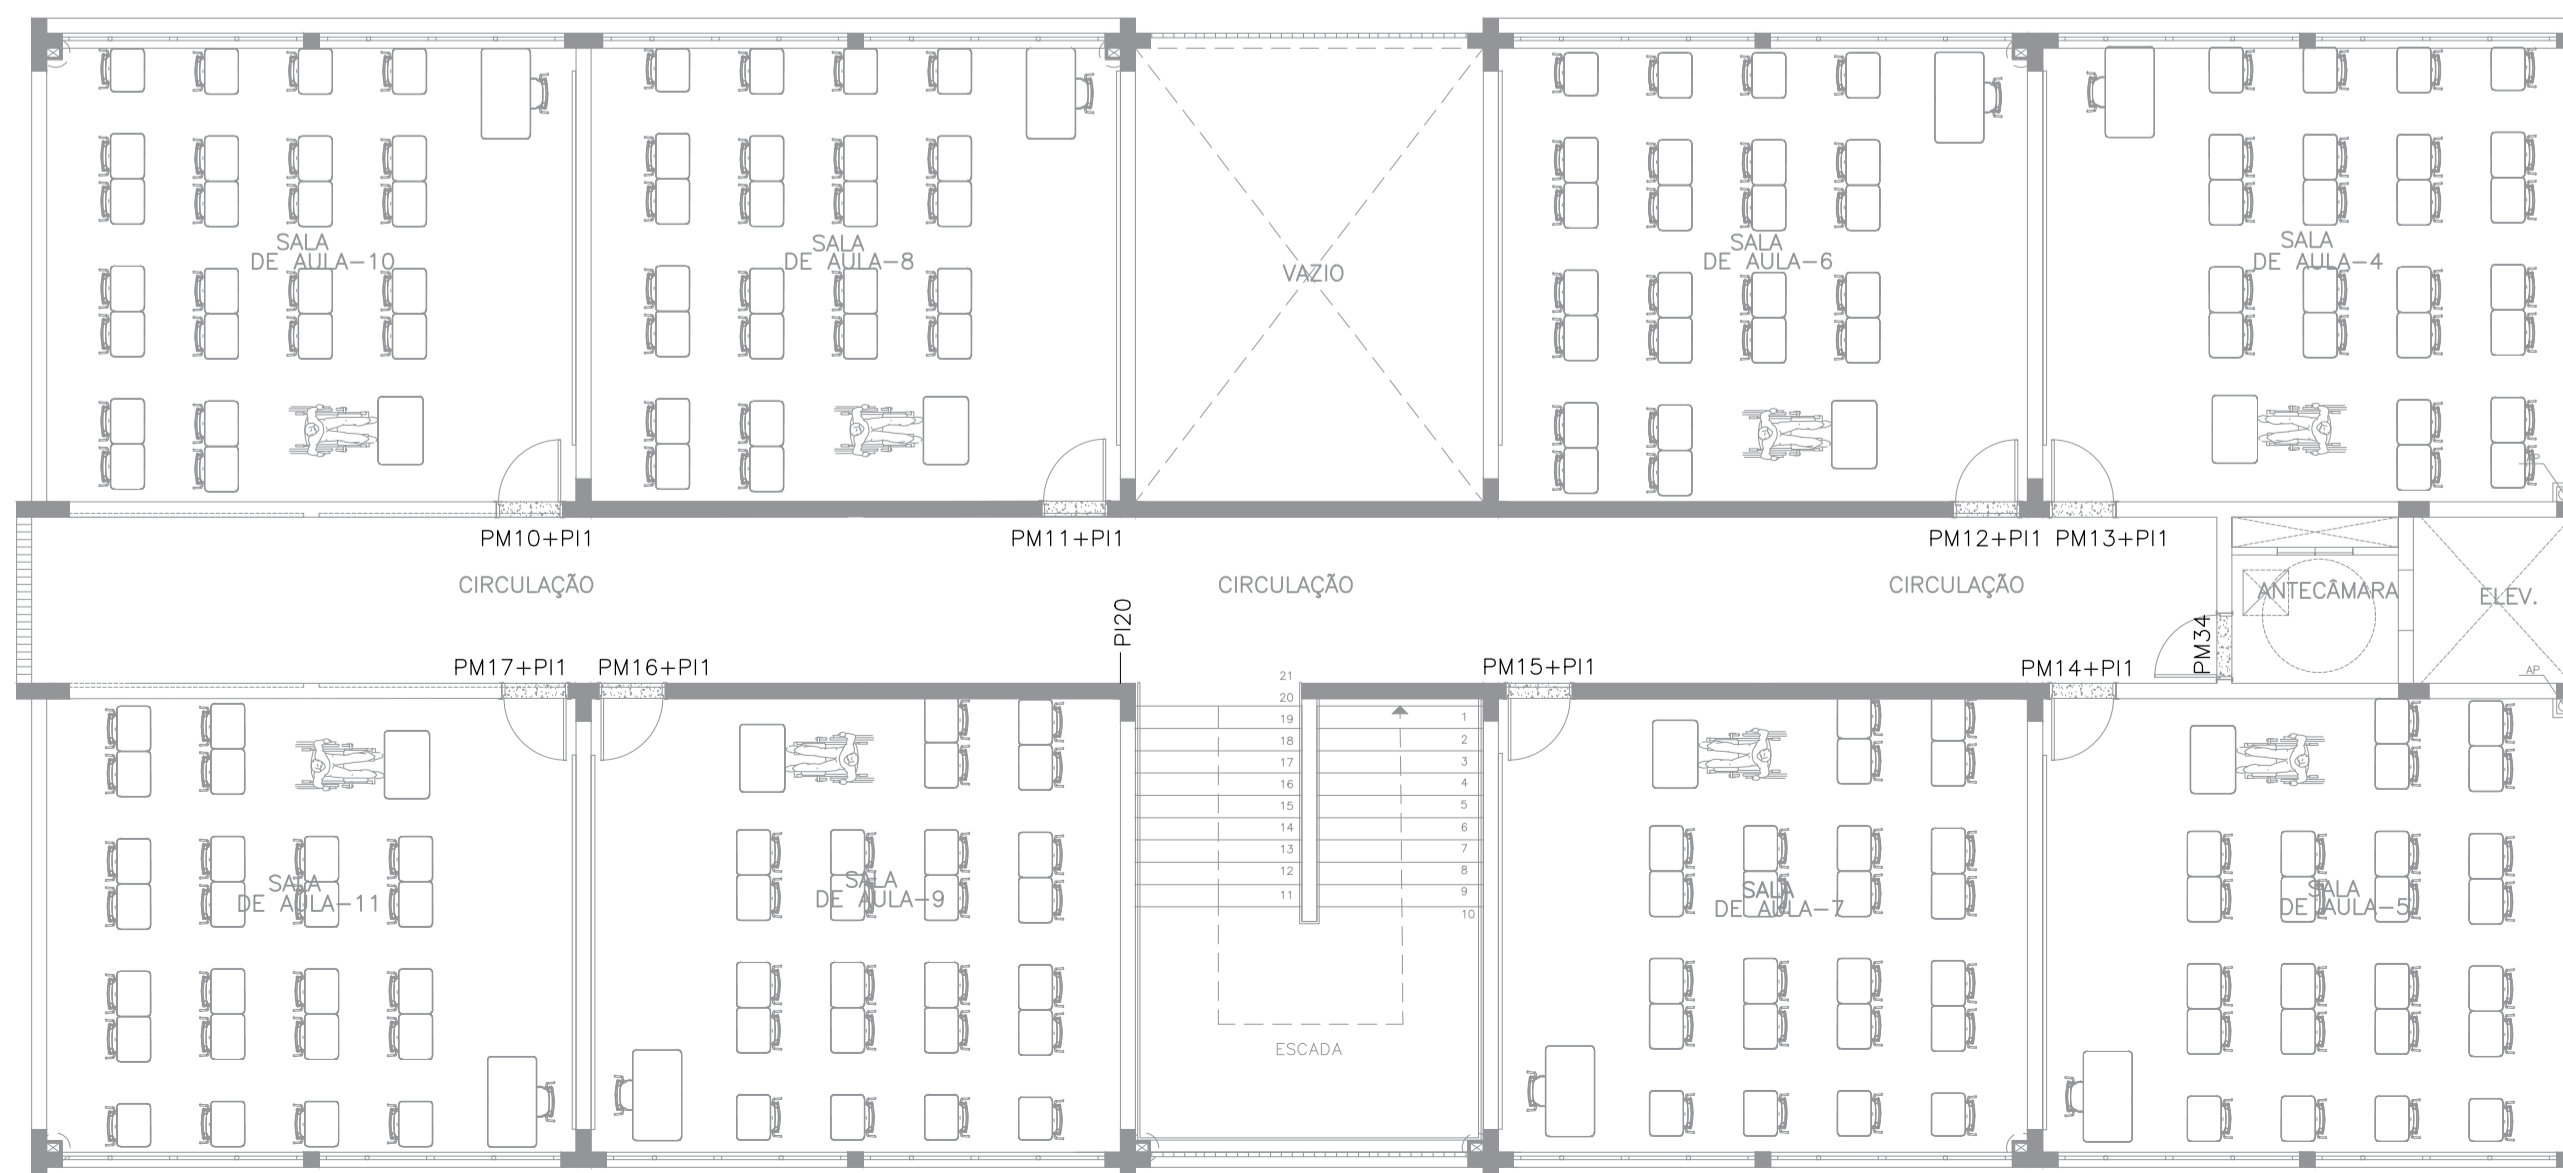 SALA
DE AULA-10
SALA
DE AULA-8
VAZIO
SALA
DE AULA-6
SALA
DE AULA-4
PM10+PI1
PM11+PI1
PM12+PI1
PM13+PI1
CIRCULAÇÃO
CIRCULAÇÃO
CIRCULAÇÃO
ANTECÂMARA
ELEV.
PI20
PM34
PM17+PI1
PM16+PI1
PM15+PI1
PM14+PI1
AP
21
20
19
18
17
16
15
14
13
12
11
1
2
3
4
5
6
7
8
9
10
SALA
DE AULA-11
SALA
DE AULA-9
SALA
DE AULA-7
SALA
DE AULA-5
ESCADA